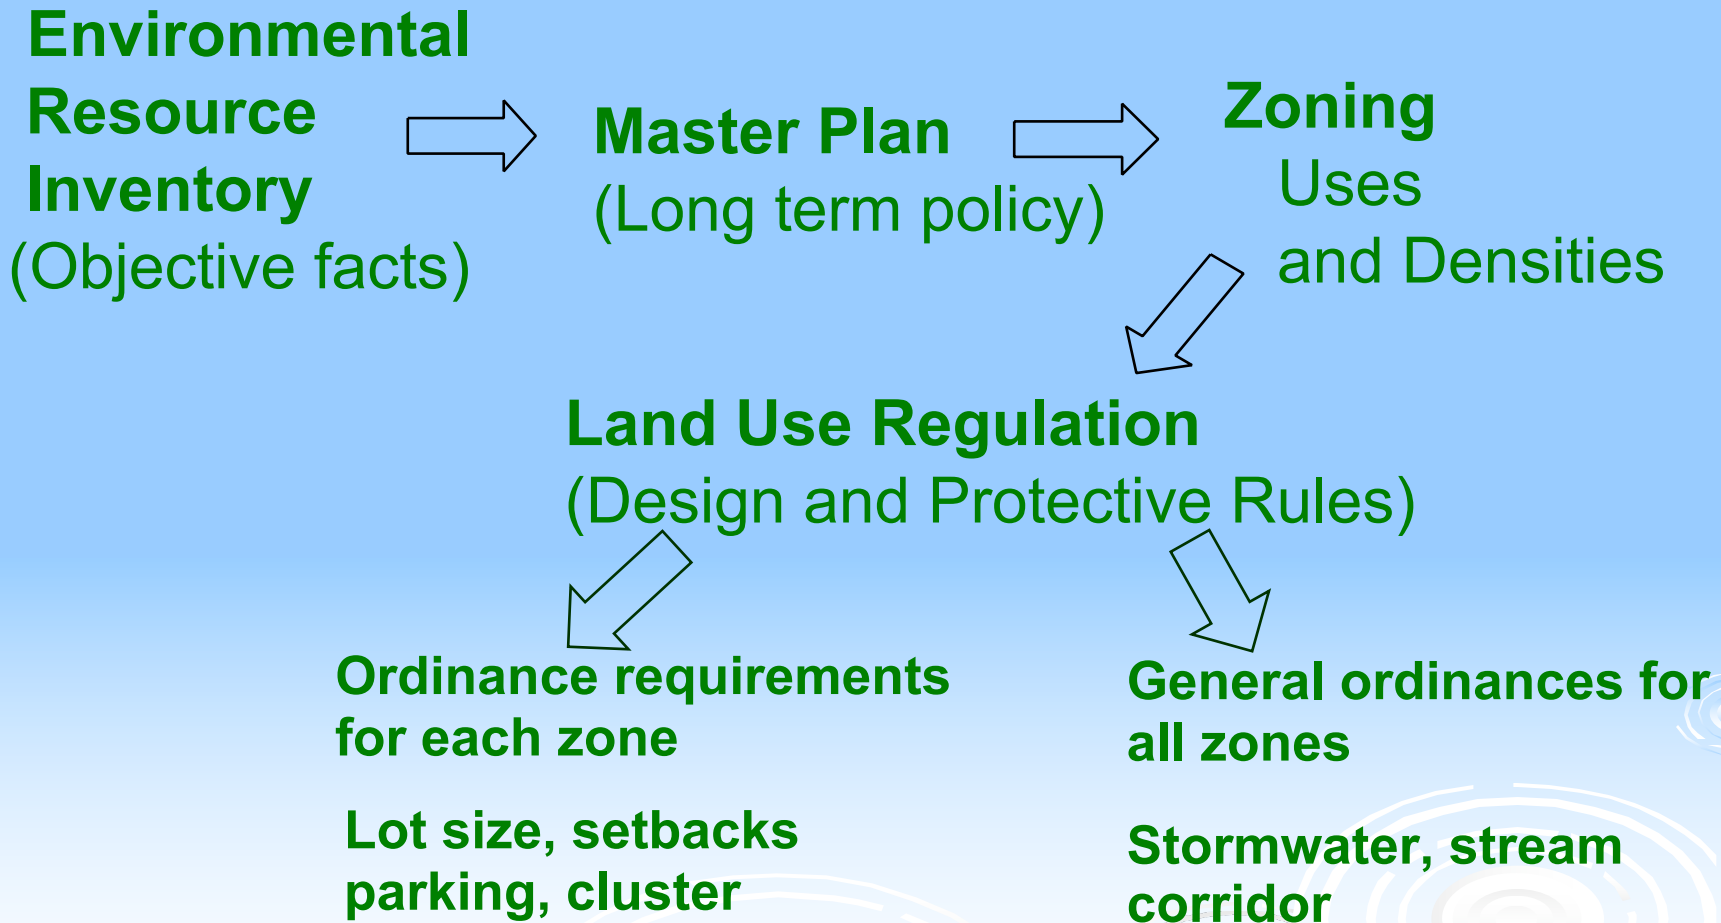 Environmental
Resource
Inventory
(Objective facts)
Master Plan
(Long term policy)
Zoning
Uses
and Densities
Land Use Regulation
(Design and Protective Rules)
Ordinance requirements
for each zone
Lot size, setbacks
parking, cluster
General ordinances for
all zones
Stormwater, stream
corridor